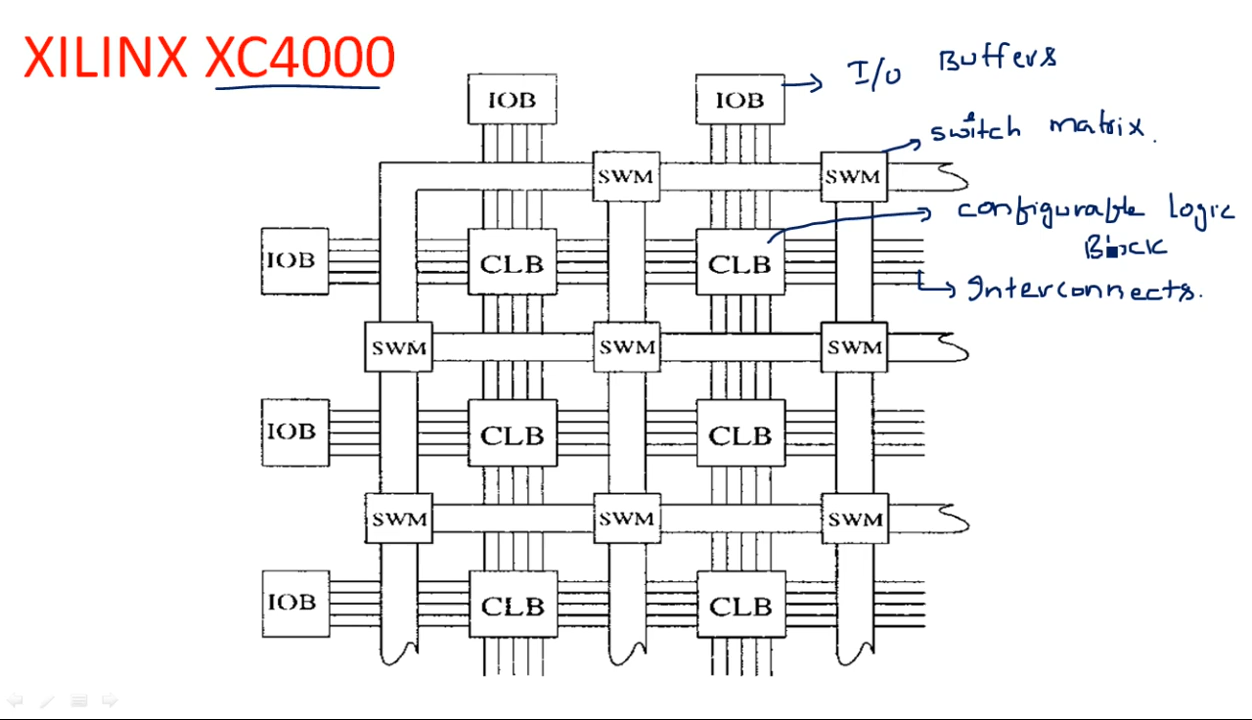 XILINX XC4000
I/O Buffers
IOB IOB
switch matrix.
SWM SWM
configurable logic
Block
IOB CLB CLB
Interconnects.
SWM SWM SWM
IOB CLB CLB
SWM SWM SWM
IOB CLB CLB